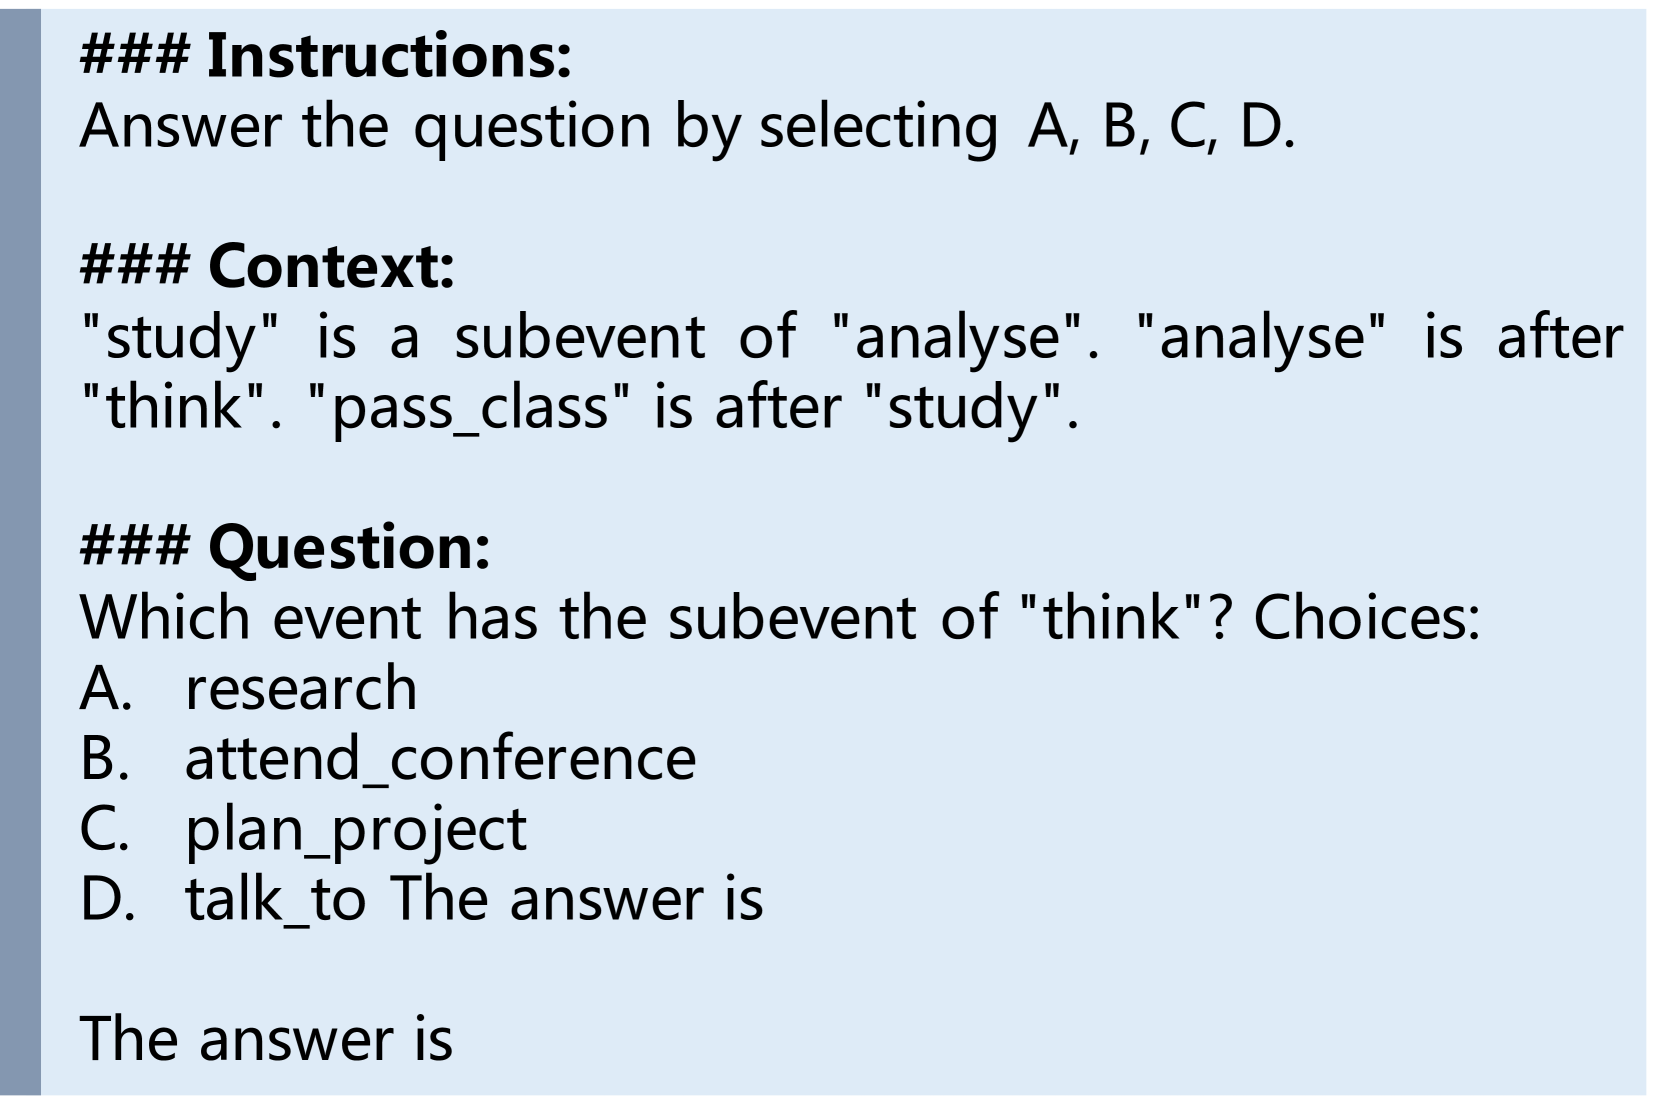 ### Instructions:
Answer the question by selecting A, B, C, D.
### Context:
"study" is a subevent of "analyse". "analyse" is after
"think". "pass_class" is after "study".
### Question:
Which event has the subevent of "think"? Choices:
A. research
B. attend_conference
C. plan_project
D. talk_to The answer is
The answer is